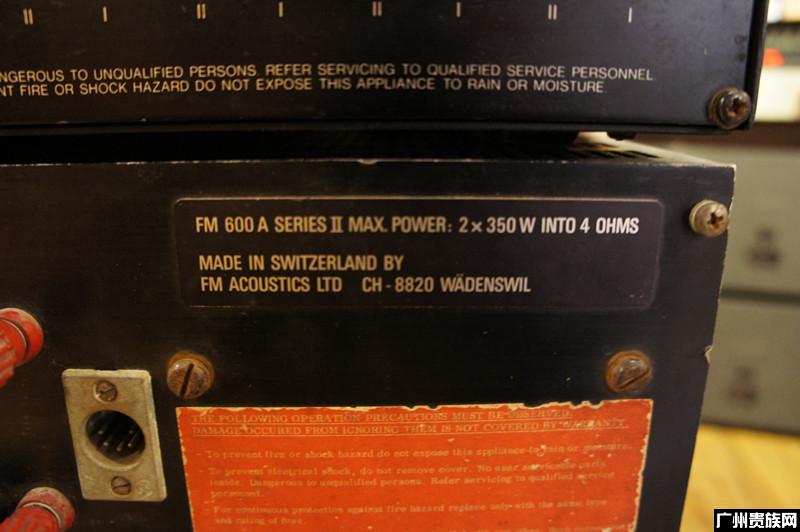 II I II I II I II I
NGEROUS TO UNQUALIFIED PERSONS. REFER SERVICING TO QUALIFIED SERVICE PERSONNEL.
NT FIRE OR SHOCK HAZARD DO NOT EXPOSE THIS APPLIANCE TO RAIN OR MOISTURE.
FM 600 A SERIES II MAX. POWER: 2 x 350 W INTO 4 OHMS
MADE IN SWITZERLAND BY
FM ACOUSTICS LTD CH - 8820 WÄDENSWIL
THE FOLLOWING OPERATION PRECAUTIONS MUST BE OBSERVED.
DAMAGE OCCURED FROM IGNORING THEM IS NOT COVERED BY WARRANTY.
- To prevent fire or shock hazard do not expose this appliance to rain or moisture.
- To prevent electrical shock, do not remove cover. No user serviceable parts
inside. Dangerous to unqualified persons. Refer servicing to qualified service
personnel.
- For continuous protection against fire hazard replace only with the same type
and rating of fuses.
广州贵族网